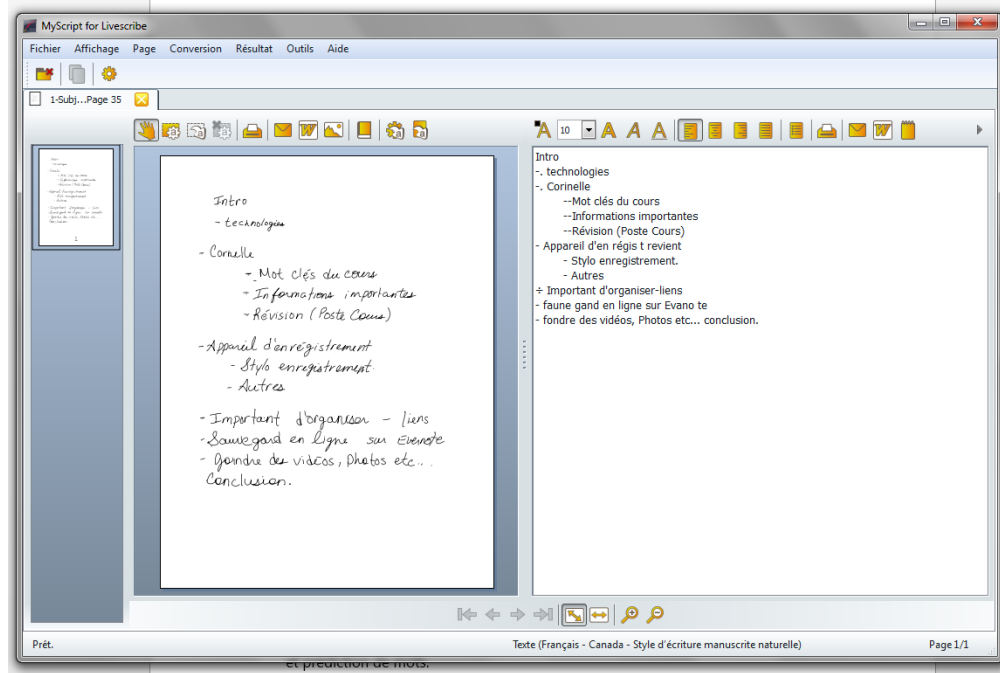 MyScript for Livescribe
Fichier Affichage Page Conversion Résultat Outils Aide
1-Subj...Page 35
10
Intro
- technologies
- Cornelle
- Mot clés du cours
- Informations importantes
- Révision (Poste Cours)
- Appareil d'enrégistrement
- Stylo enregistrement.
- Autres
- Important d'organiser - liens
- Sauvegard en ligne sur Evernote
- Joindre des vidéos, Photos etc...
Conclusion.
Intro
-. technologies
-. Corinelle
--Mot clés du cours
--Informations importantes
--Révision (Poste Cours)
- Appareil d'en régis t revient
- Stylo enregistrement.
- Autres
÷ Important d'organiser-liens
- faune gand en ligne sur Evano te
- fondre des vidéos, Photos etc... conclusion.
1
Prêt.
Texte (Français - Canada - Style d'écriture manuscrite naturelle)
Page 1/1
et prédiction de mots.